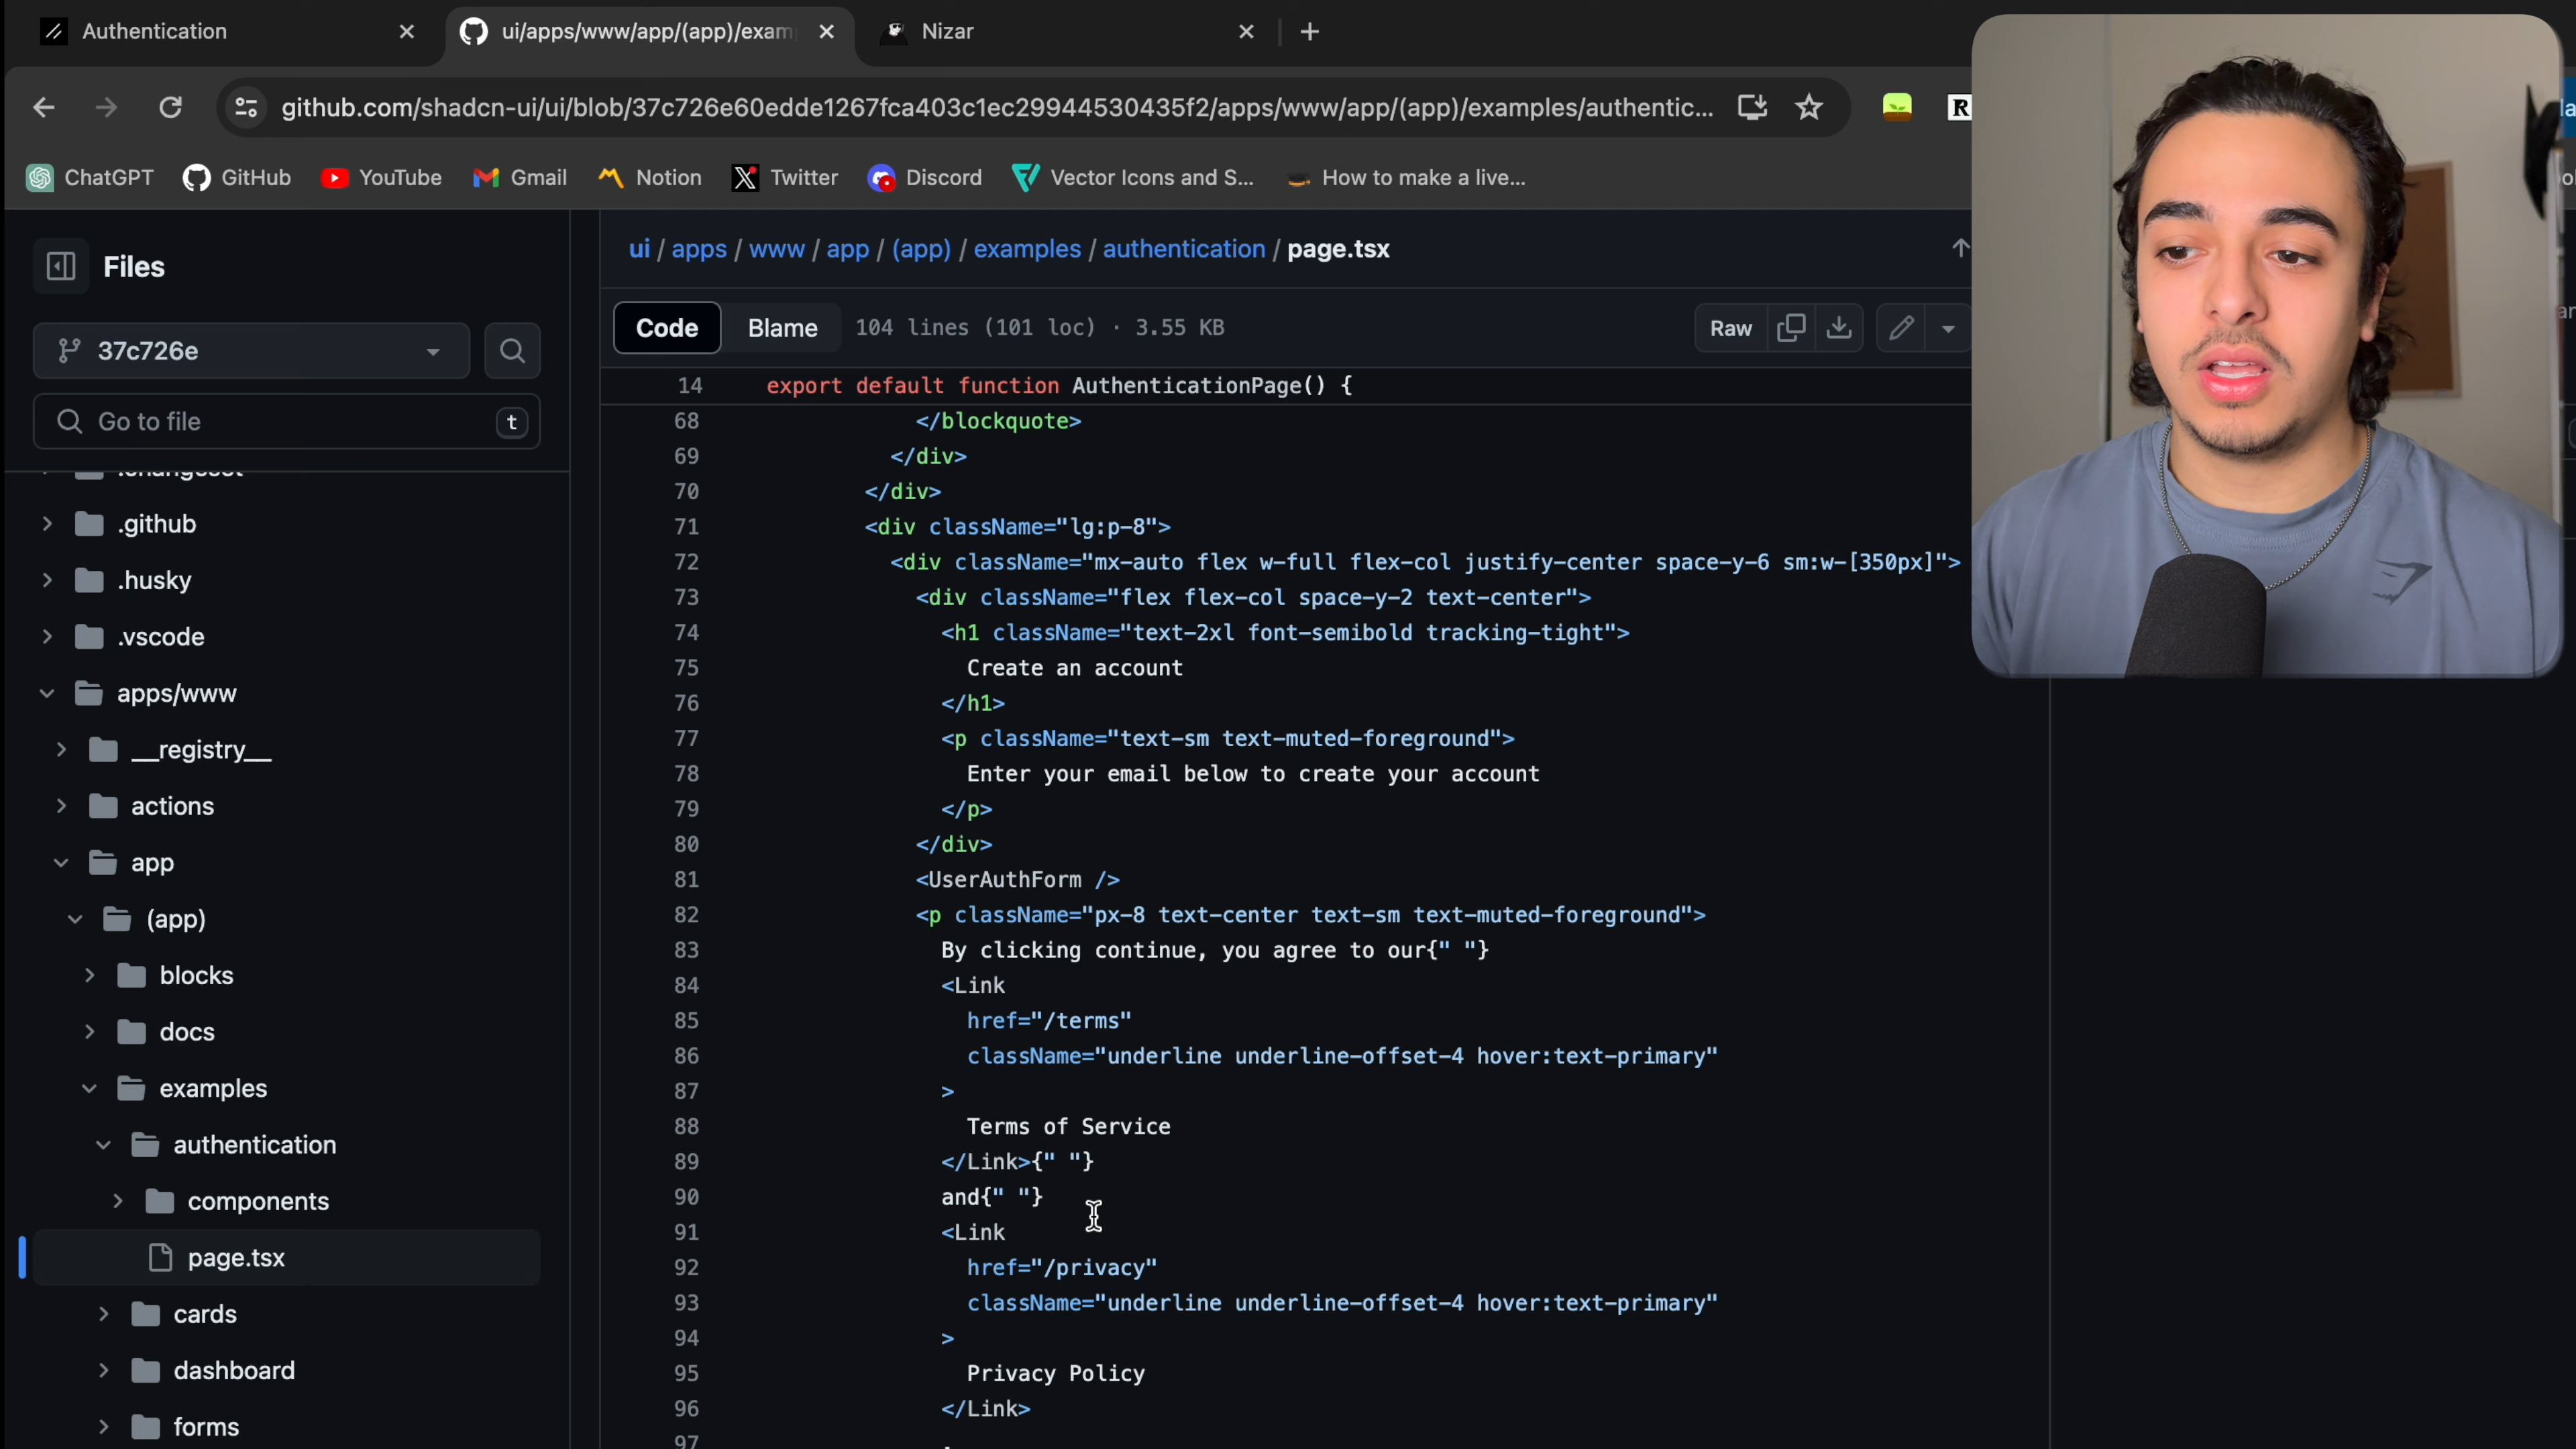 Authentication
ui/apps/www/app/(app)/exam
Nizar
github.com/shadcn-ui/ui/blob/37c726e60edde1267fca403c1ec29944530435f2/apps/www/app/(app)/examples/authentic...
ChatGPT
GitHub
YouTube
Gmail
Notion
Twitter
Discord
Vector Icons and S...
How to make a live...
Files
37c726e
Go to file
t
.github
.husky
.vscode
apps/www
__registry__
actions
app
(app)
blocks
docs
examples
authentication
components
page.tsx
cards
dashboard
forms
ui / apps / www / app / (app) / examples / authentication / page.tsx
Code
Blame
104 lines (101 loc) · 3.55 KB
Raw
14 export default function AuthenticationPage() {
68 </blockquote>
69 </div>
70 </div>
71 <div className="lg:p-8">
72 <div className="mx-auto flex w-full flex-col justify-center space-y-6 sm:w-[350px]">
73 <div className="flex flex-col space-y-2 text-center">
74 <h1 className="text-2xl font-semibold tracking-tight">
75 Create an account
76 </h1>
77 <p className="text-sm text-muted-foreground">
78 Enter your email below to create your account
79 </p>
80 </div>
81 <UserAuthForm />
82 <p className="px-8 text-center text-sm text-muted-foreground">
83 By clicking continue, you agree to our{" "}
84 <Link
85 href="/terms"
86 className="underline underline-offset-4 hover:text-primary"
87 >
88 Terms of Service
89 </Link>{" "}
90 and{" "}
91 <Link
92 href="/privacy"
93 className="underline underline-offset-4 hover:text-primary"
94 >
95 Privacy Policy
96 </Link>
97